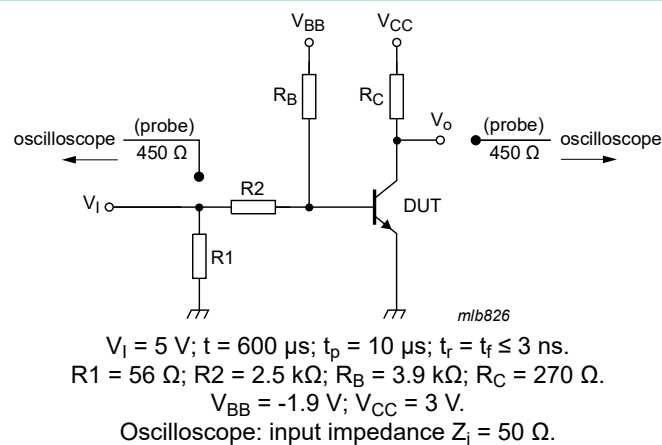 V_BB
V_CC
R_B
R_C
(probe)
oscilloscope
450 Ω
V_o
(probe)
oscilloscope
450 Ω
R2
V_I
DUT
R1
mlb826
V_I = 5 V; t = 600 µs; t_p = 10 µs; t_r = t_f ≤ 3 ns.
R1 = 56 Ω; R2 = 2.5 kΩ; R_B = 3.9 kΩ; R_C = 270 Ω.
V_BB = -1.9 V; V_CC = 3 V.
Oscilloscope: input impedance Z_i = 50 Ω.